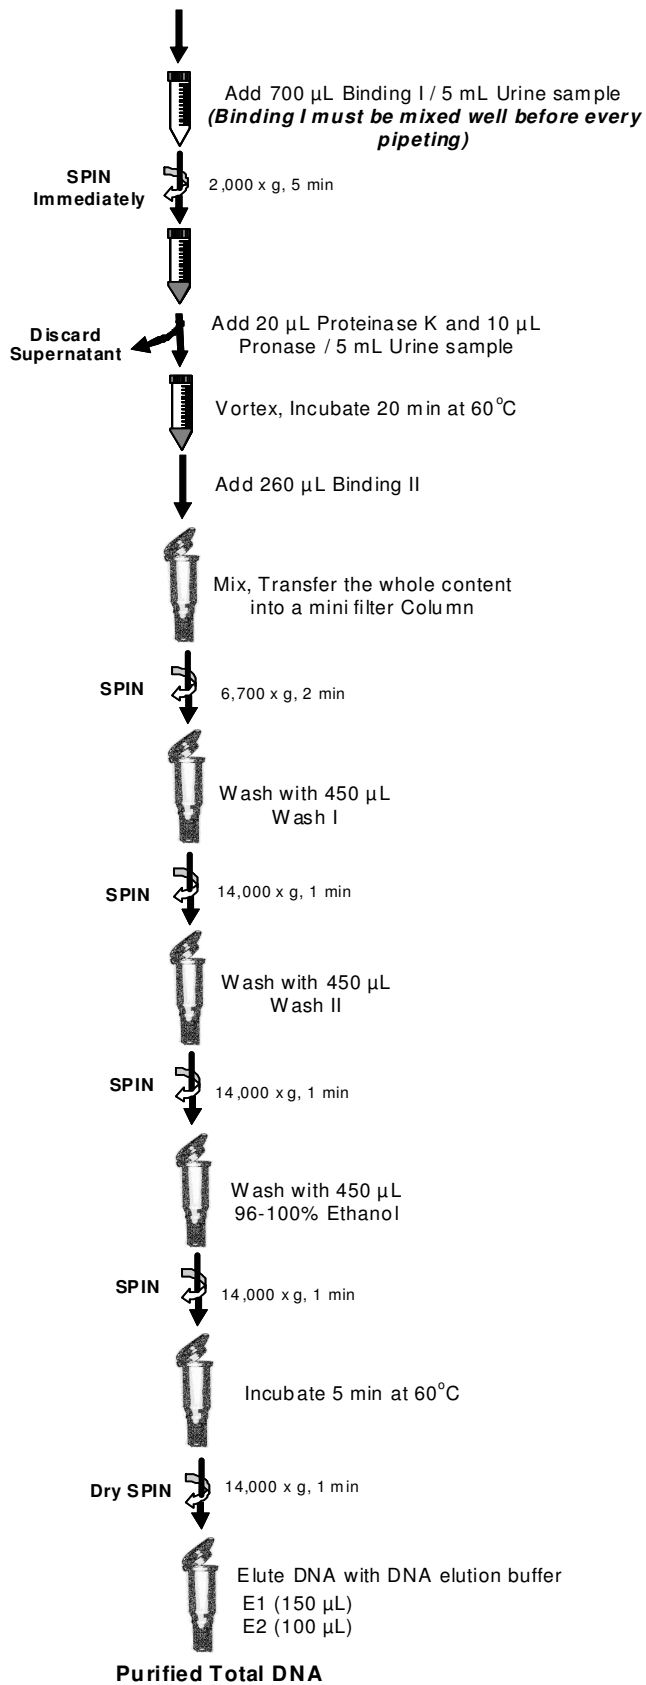 Add 700 µL Binding I / 5 mL Urine sample
(Binding I must be mixed well before every
pipeting)
SPIN
Immediately
2,000 x g, 5 min
Discard
Supernatant
Add 20 µL Proteinase K and 10 µL
Pronase / 5 mL Urine sample
Vortex, Incubate 20 min at 60°C
Add 260 µL Binding II
Mix, Transfer the whole content
into a mini filter Column
SPIN
6,700 x g, 2 min
Wash with 450 µL
Wash I
SPIN
14,000 x g, 1 min
Wash with 450 µL
Wash II
SPIN
14,000 x g, 1 min
Wash with 450 µL
96-100% Ethanol
SPIN
14,000 x g, 1 min
Incubate 5 min at 60°C
Dry SPIN
14,000 x g, 1 min
Elute DNA with DNA elution buffer
E1 (150 µL)
E2 (100 µL)
Purified Total DNA